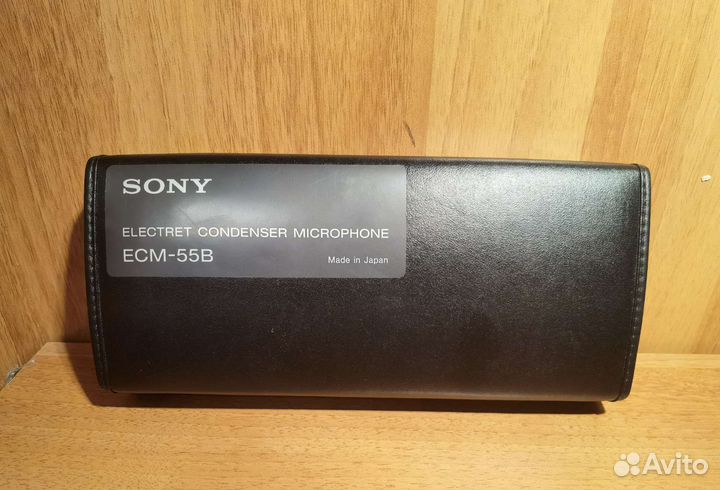 SONY
ELECTRET CONDENSER MICROPHONE
ECM-55B Made in Japan
Avito